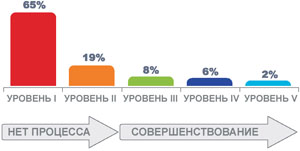 65%
19%
8%
6%
2%
УРОВЕНЬ I УРОВЕНЬ II УРОВЕНЬ III УРОВЕНЬ IV УРОВЕНЬ V
НЕТ ПРОЦЕССА СОВЕРШЕНСТВОВАНИЕ